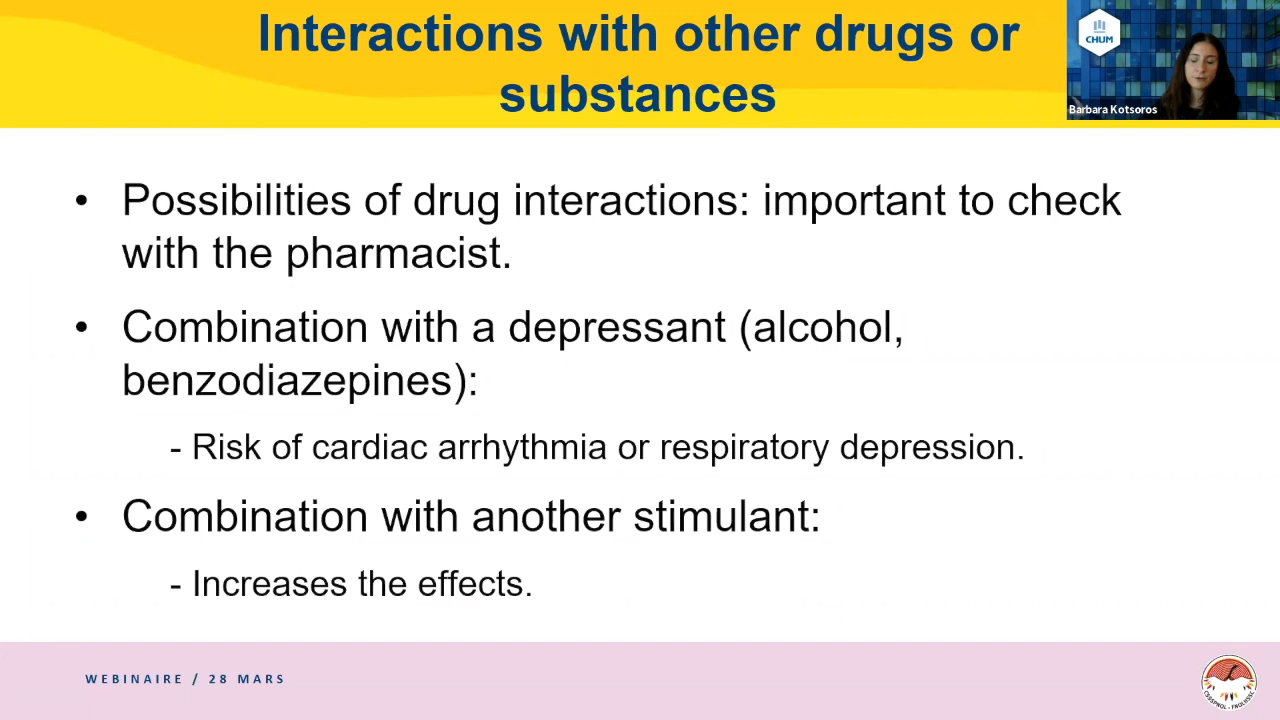 Interactions with other drugs or
substances
CHUM
Barbara Kotsoros
• Possibilities of drug interactions: important to check
with the pharmacist.
• Combination with a depressant (alcohol,
benzodiazepines):
- Risk of cardiac arrhythmia or respiratory depression.
• Combination with another stimulant:
- Increases the effects.
WEBINAIRE / 28 MARS
CSSSPNQL - FNQLHSSC